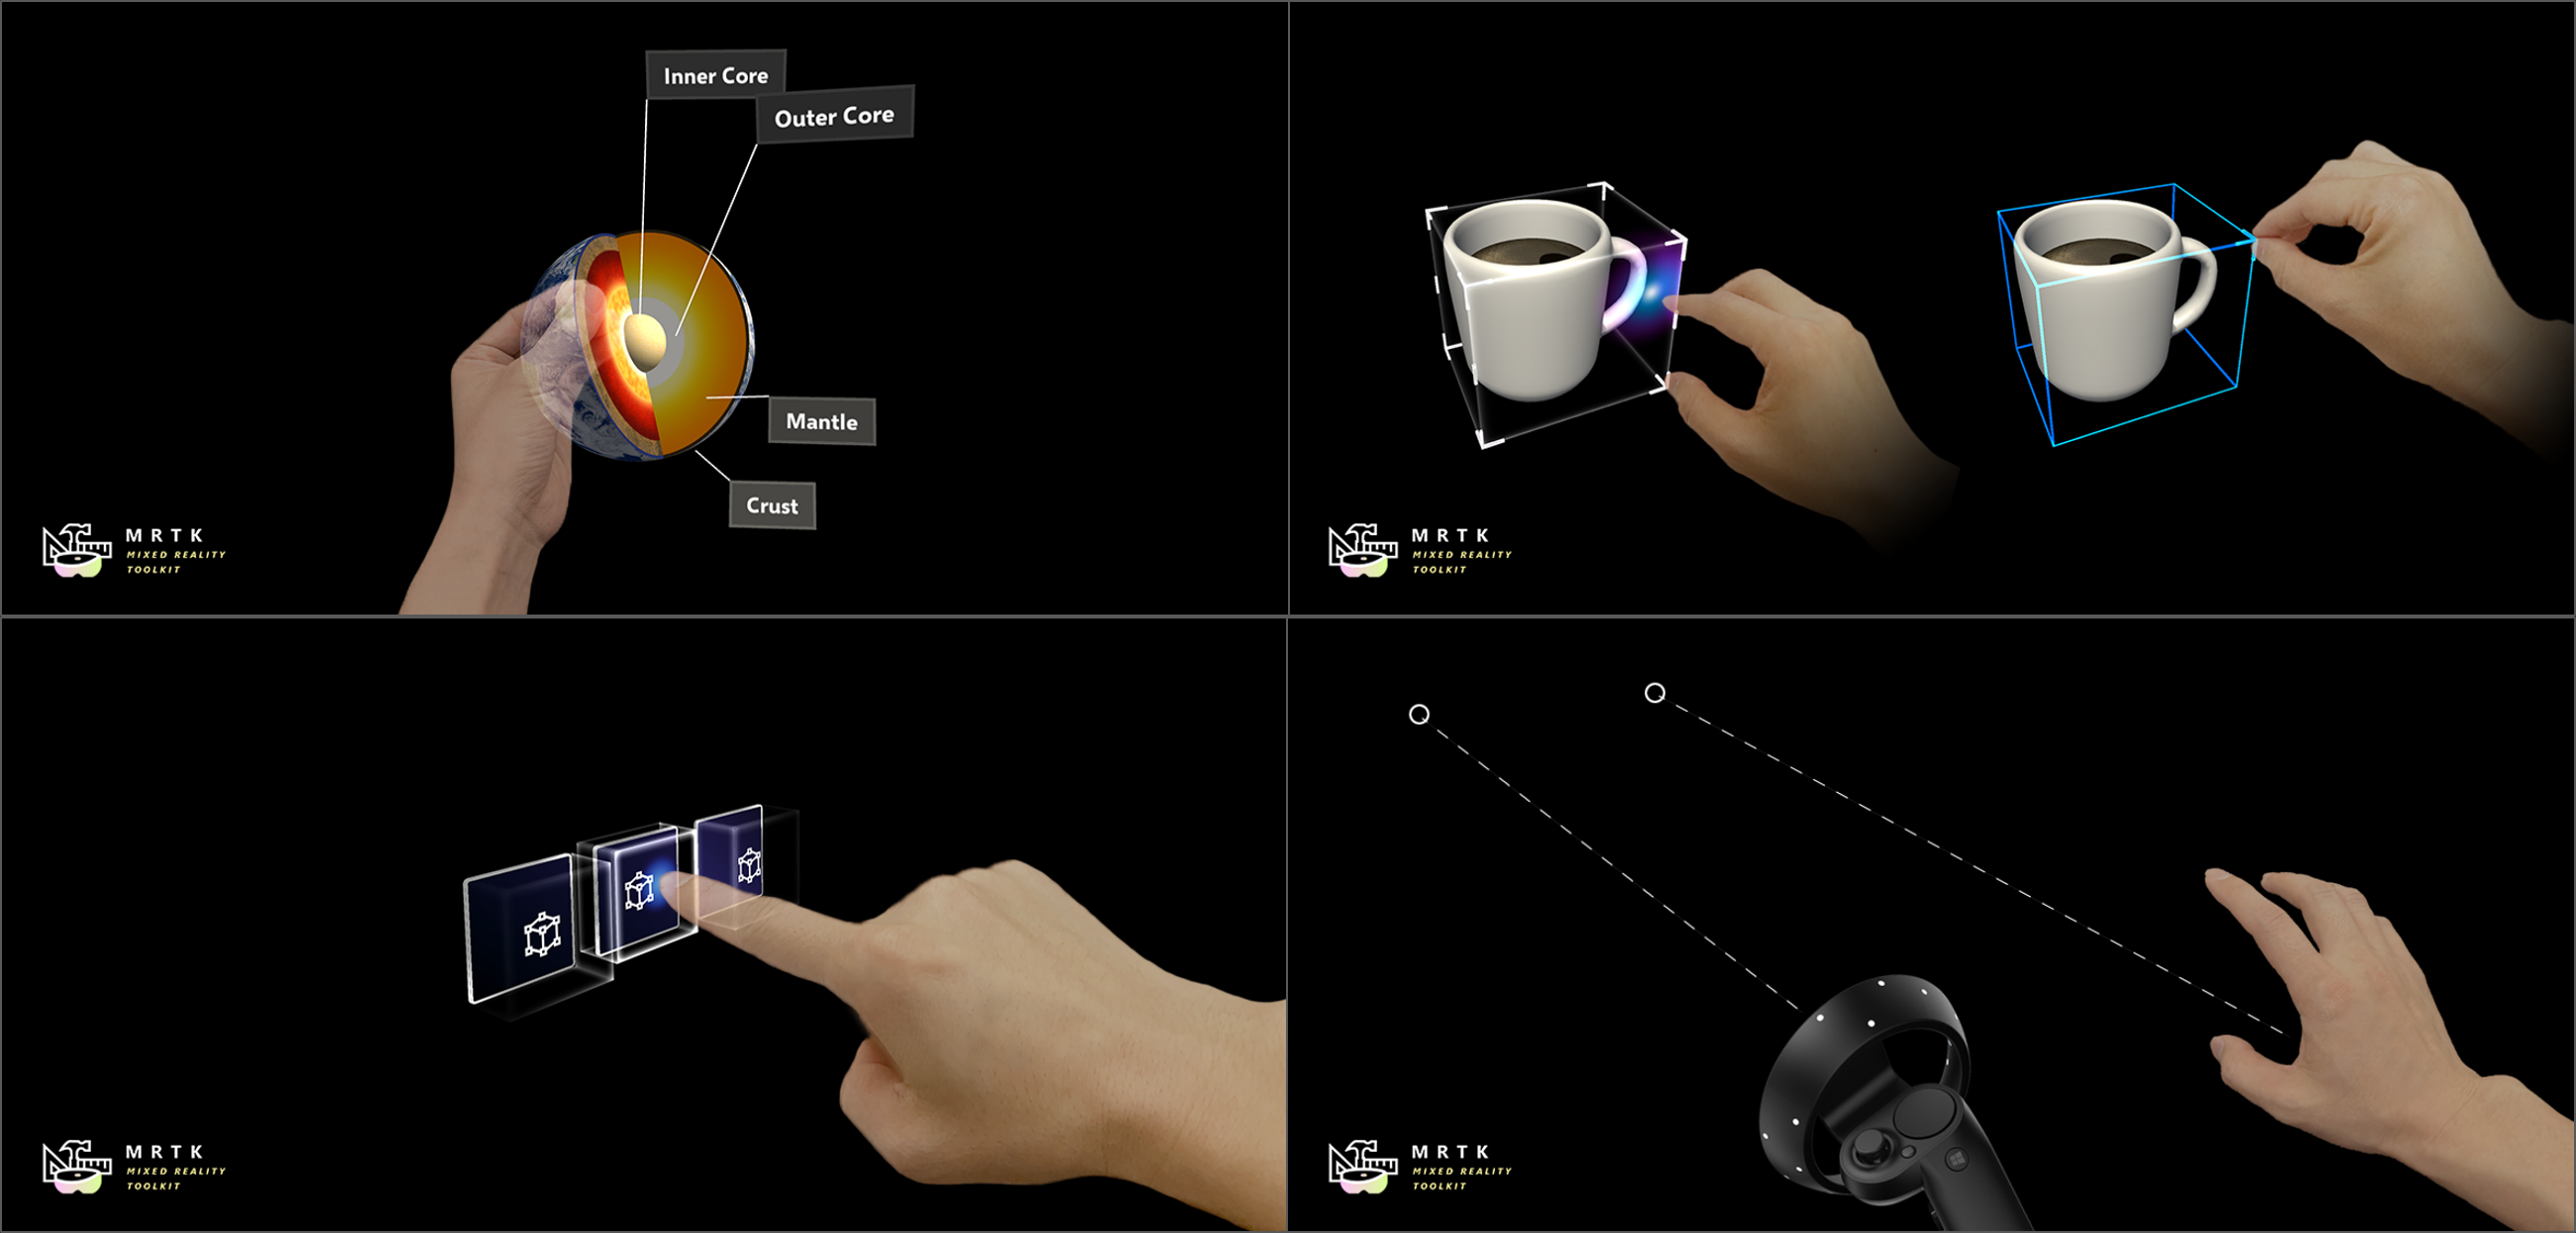 Inner Core
Outer Core
Mantle
Crust
MRTK
MIXED REALITY
TOOLKIT
MRTK
MIXED REALITY
TOOLKIT
MRTK
MIXED REALITY
TOOLKIT
MRTK
MIXED REALITY
TOOLKIT